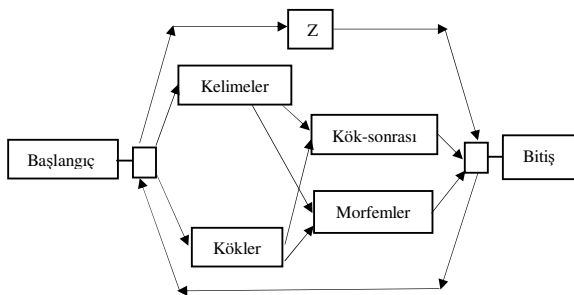 Z
Kelimeler
Kök-sonrası
Başlangıç
Bitiş
Morfemler
Kökler